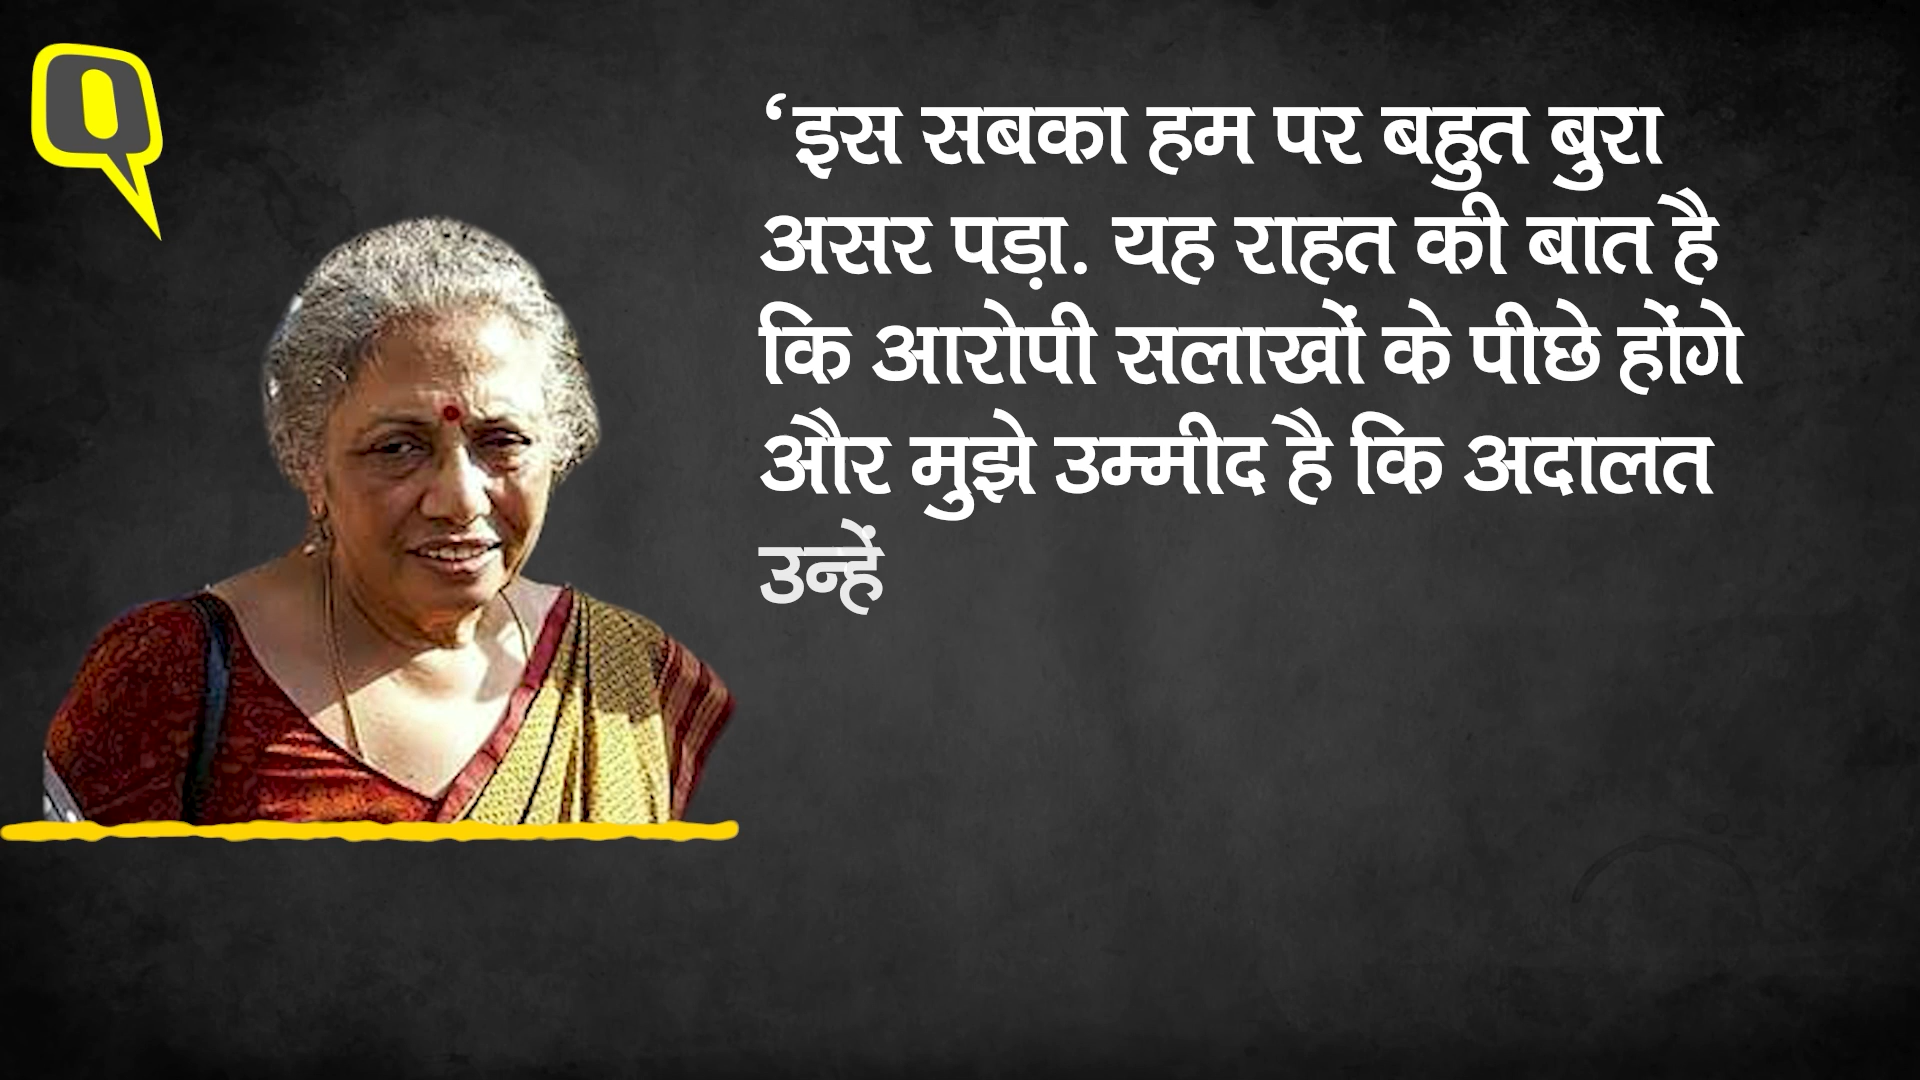 ‘इस सबका हम पर बहुत बुरा
असर पड़ा. यह राहत की बात है
कि आरोपी सलाखों के पीछे होंगे
और मुझे उम्मीद है कि अदालत
उन्हें